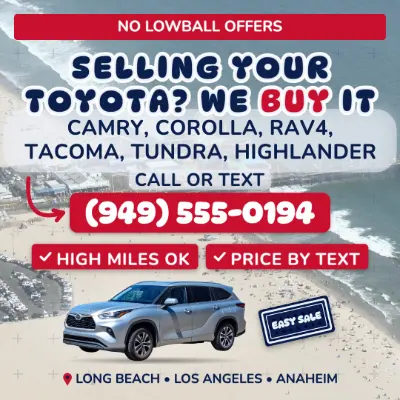 NO LOWBALL OFFERS
SELLING YOUR
TOYOTA? WE BUY IT
CAMRY, COROLLA, RAV4,
TACOMA, TUNDRA, HIGHLANDER
CALL OR TEXT
(949) 555-0194
✓ HIGH MILES OK ✓ PRICE BY TEXT
EASY SALE
LONG BEACH • LOS ANGELES • ANAHEIM